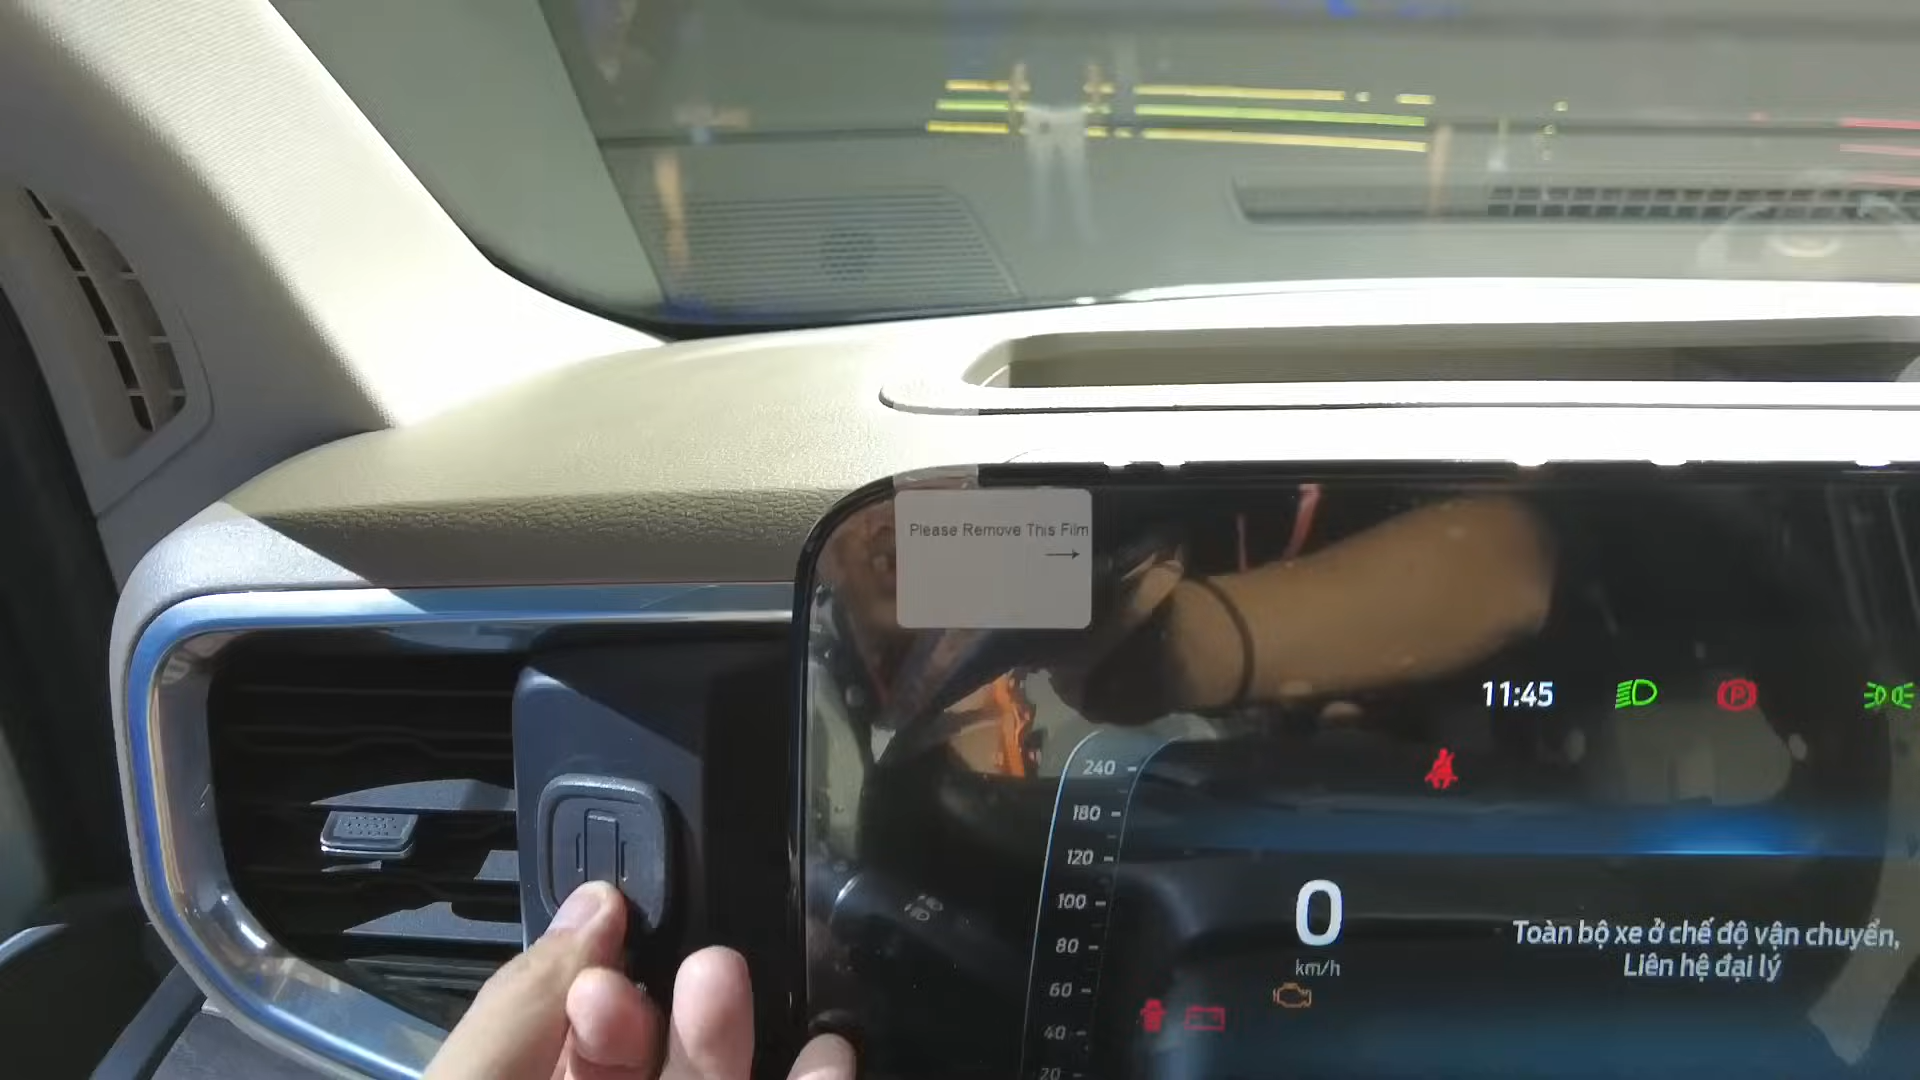 Please Remove This Film
11:45
240
180
120
100
80
60
40
20
0
km/h
Toàn bộ xe ở chế độ vận chuyển,
Liên hệ đại lý